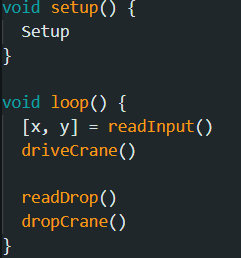 void setup() {
  Setup
}

void loop() {
  [x, y] = readInput()
  driveCrane()

  readDrop()
  dropCrane()
}